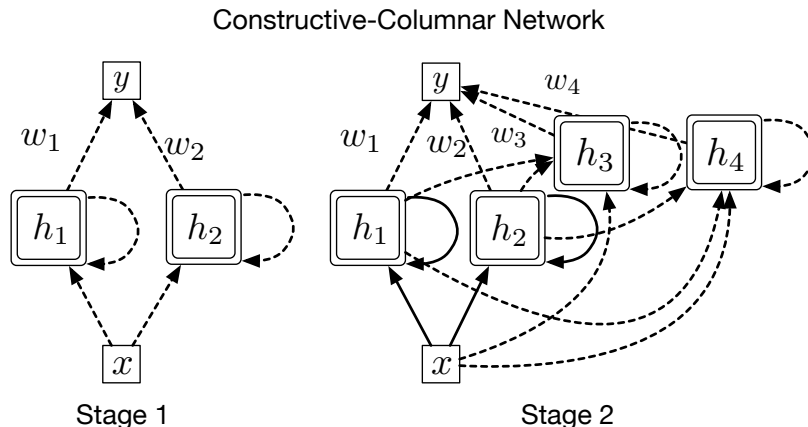 Constructive-Columnar Network
y
w₁
w₂
h₁
h₂
x
Stage 1
y
w₄
w₁
w₂
w₃
h₃
h₄
h₁
h₂
x
Stage 2